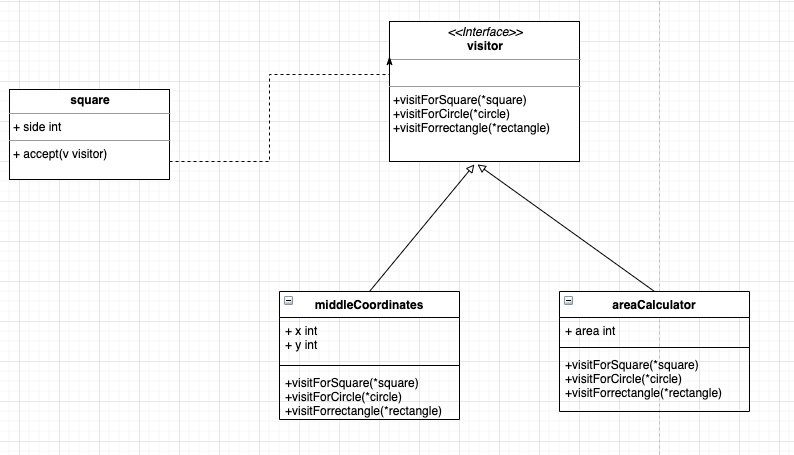 <<Interface>>
visitor
+visitForSquare(*square)
+visitForCircle(*circle)
+visitForrectangle(*rectangle)
square
+ side int
+ accept(v visitor)
middleCoordinates
+ x int
+ y int
+visitForSquare(*square)
+visitForCircle(*circle)
+visitForrectangle(*rectangle)
areaCalculator
+ area int
+visitForSquare(*square)
+visitForCircle(*circle)
+visitForrectangle(*rectangle)